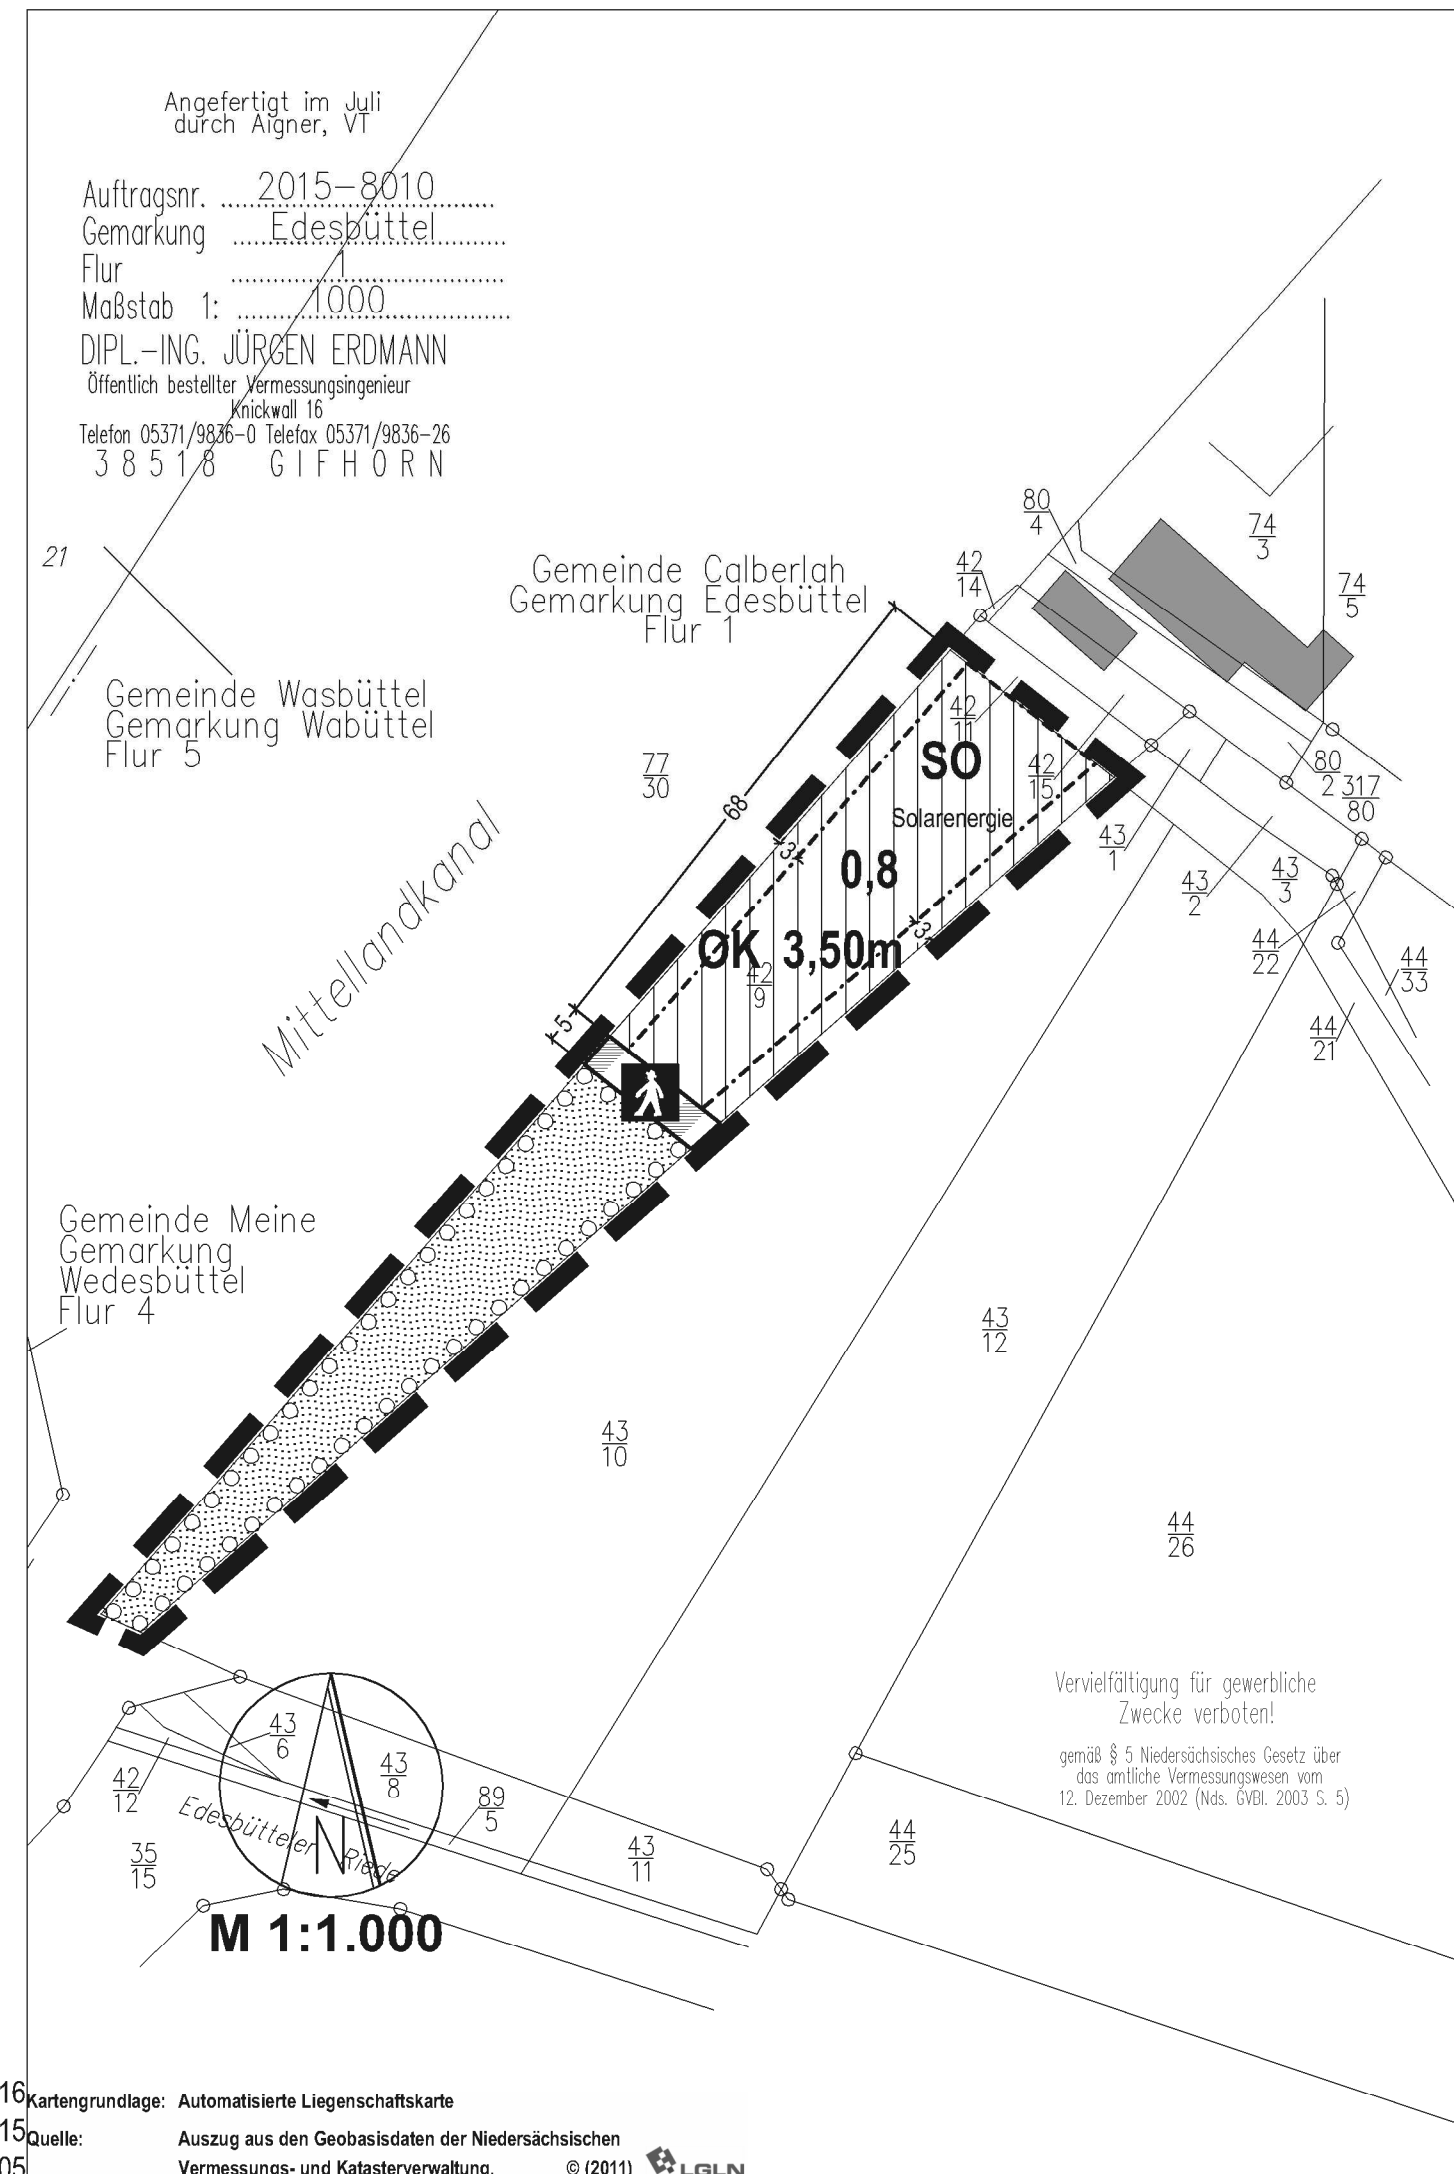 Angefertigt im Juli
durch Aigner, VT
Auftragsnr. 2015-8010
Gemarkung Edesbüttel
Flur 1
Maßstab 1: 1000
DIPL.-ING. JÜRGEN ERDMANN
Öffentlich bestellter Vermessungsingenieur
Knickwall 16
Telefon 05371/9836-0 Telefax 05371/9836-26
38518 GIFHORN
21
Gemeinde Wasbüttel
Gemarkung Wabüttel
Flur 5
Gemeinde Calberlah
Gemarkung Edesbüttel
Flur 1
80
4
42
14
74
3
74
5
77
30
68
42
11
SO
42
15
Solarenergie
80
2
317
80
43
1
43
2
43
3
3
0,8
3
ØK 3,50m
42
9
44
22
44
33
44
21
5
Mittellandkanal
Gemeinde Meine
Gemarkung
Wedesbüttel
Flur 4
43
12
43
10
44
26
Vervielfältigung für gewerbliche
Zwecke verboten!
gemäß § 5 Niedersächsisches Gesetz über
das amtliche Vermessungswesen vom
12. Dezember 2002 (Nds. GVBl. 2003 S. 5)
43
6
43
8
42
12
89
5
Edesbütteler Riede
N
35
15
43
11
44
25
M 1:1.000
16
Kartengrundlage: Automatisierte Liegenschaftskarte
15
Quelle: Auszug aus den Geobasisdaten der Niedersächsischen
05
Vermessungs- und Katasterverwaltung, © (2011) LGLN